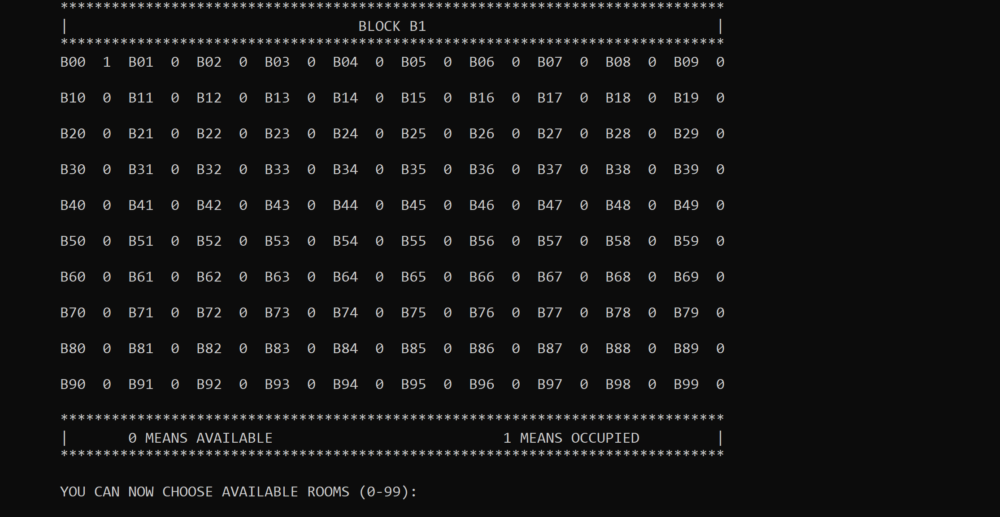 ******************************************************************************
| BLOCK B1 |
******************************************************************************
B00 1 B01 0 B02 0 B03 0 B04 0 B05 0 B06 0 B07 0 B08 0 B09 0
B10 0 B11 0 B12 0 B13 0 B14 0 B15 0 B16 0 B17 0 B18 0 B19 0
B20 0 B21 0 B22 0 B23 0 B24 0 B25 0 B26 0 B27 0 B28 0 B29 0
B30 0 B31 0 B32 0 B33 0 B34 0 B35 0 B36 0 B37 0 B38 0 B39 0
B40 0 B41 0 B42 0 B43 0 B44 0 B45 0 B46 0 B47 0 B48 0 B49 0
B50 0 B51 0 B52 0 B53 0 B54 0 B55 0 B56 0 B57 0 B58 0 B59 0
B60 0 B61 0 B62 0 B63 0 B64 0 B65 0 B66 0 B67 0 B68 0 B69 0
B70 0 B71 0 B72 0 B73 0 B74 0 B75 0 B76 0 B77 0 B78 0 B79 0
B80 0 B81 0 B82 0 B83 0 B84 0 B85 0 B86 0 B87 0 B88 0 B89 0
B90 0 B91 0 B92 0 B93 0 B94 0 B95 0 B96 0 B97 0 B98 0 B99 0
******************************************************************************
| 0 MEANS AVAILABLE 1 MEANS OCCUPIED |
******************************************************************************
YOU CAN NOW CHOOSE AVAILABLE ROOMS (0-99):